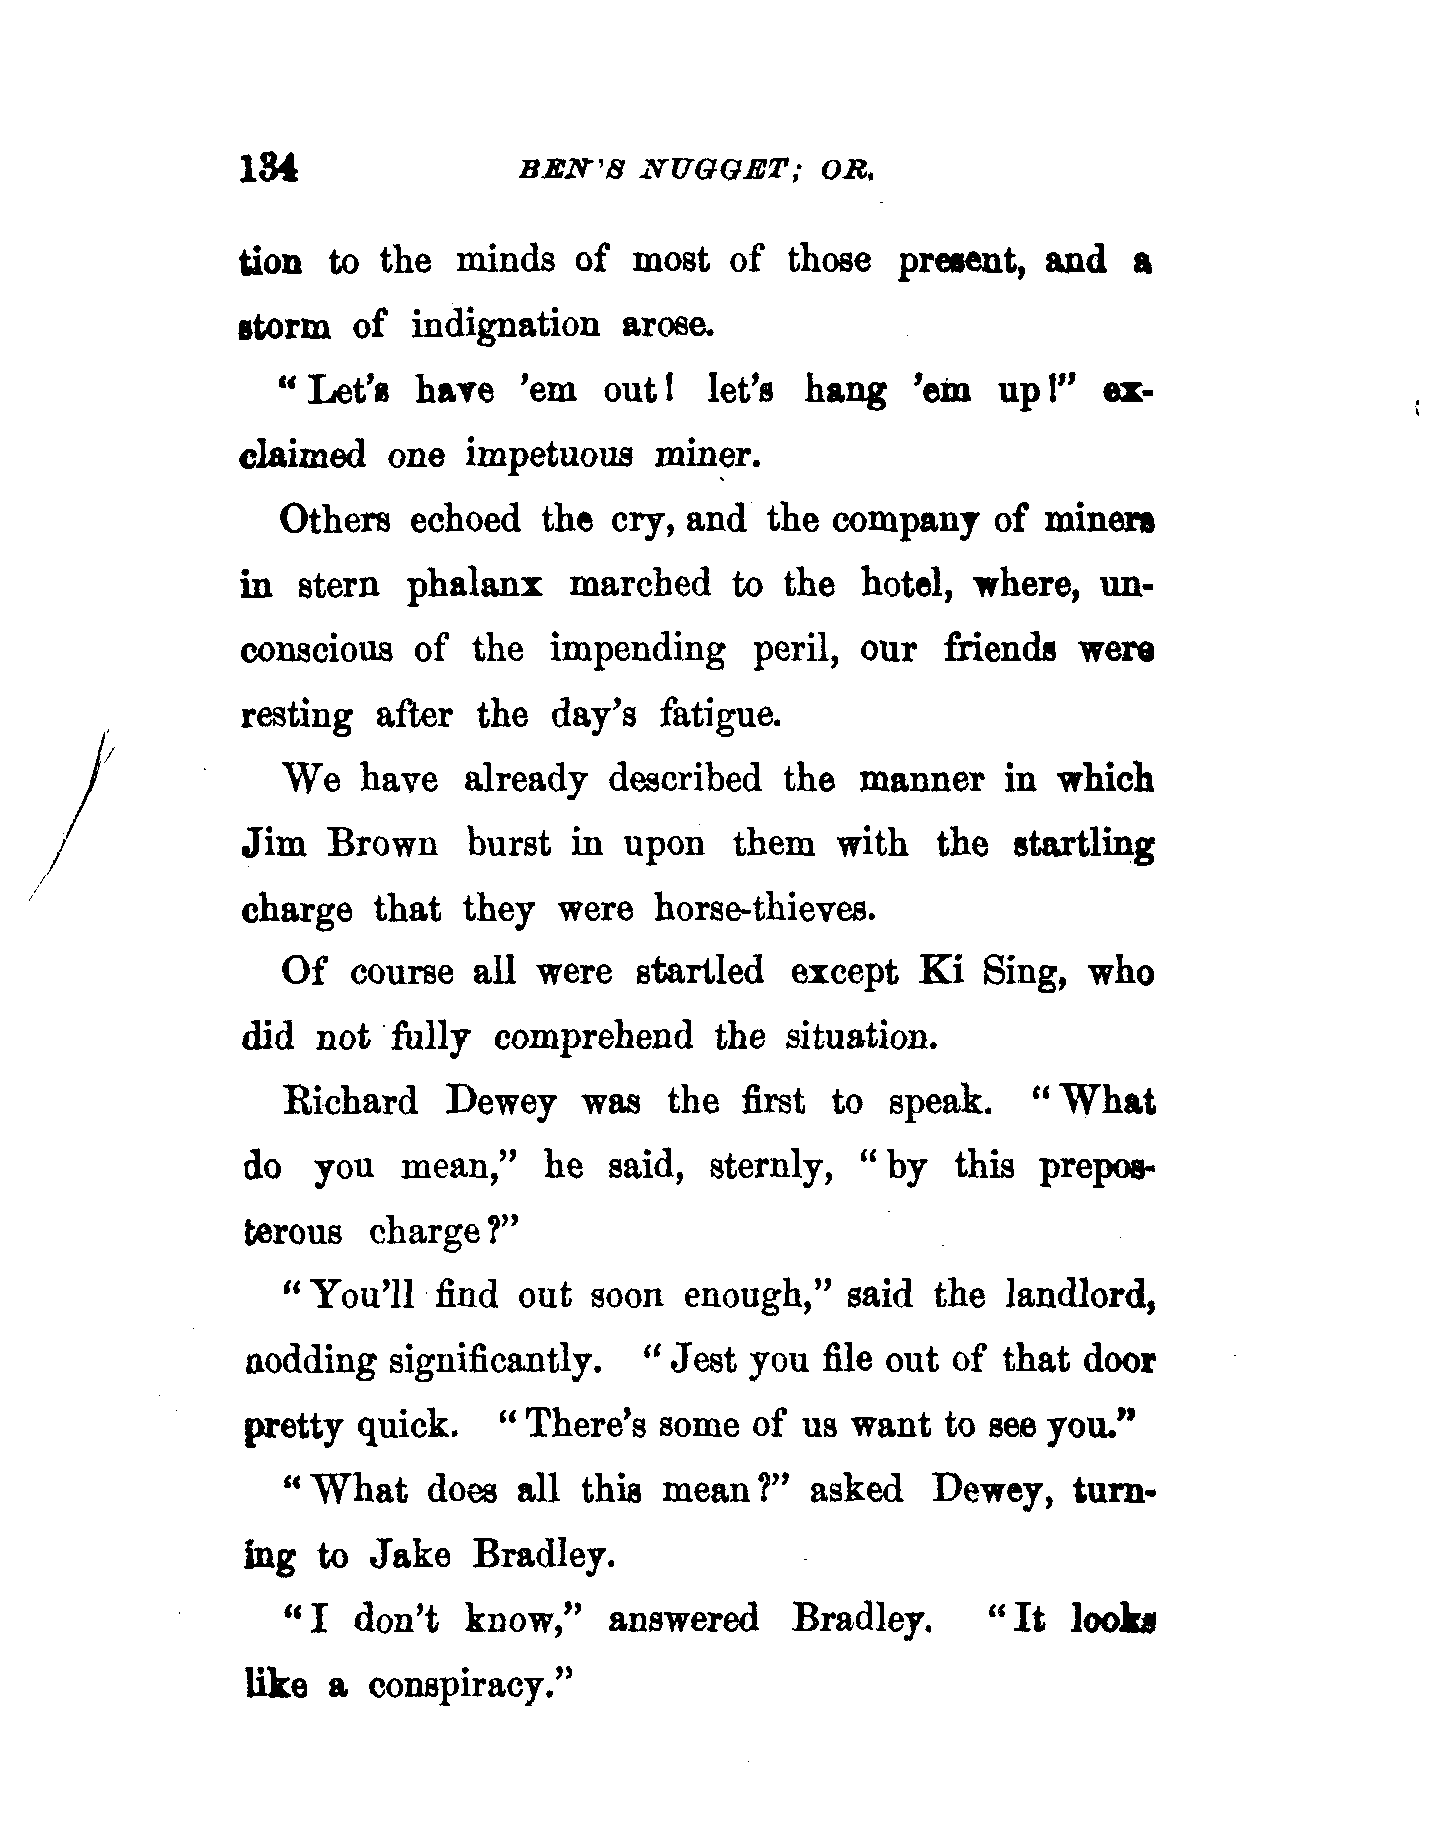 134 BEN'S NUGGET; OR,
tion to the minds of most of those present, and a
storm of indignation arose.
“Let's have 'em out! let's hang 'em up!” ex-
claimed one impetuous miner.
Others echoed the cry, and the company of miners
in stern phalanx marched to the hotel, where, un-
conscious of the impending peril, our friends were
resting after the day's fatigue.
We have already described the manner in which
Jim Brown burst in upon them with the startling
charge that they were horse-thieves.
Of course all were startled except Ki Sing, who
did not fully comprehend the situation.
Richard Dewey was the first to speak. “What
do you mean,” he said, sternly, “by this prepos-
terous charge?”
“You'll find out soon enough,” said the landlord,
nodding significantly. “Jest you file out of that door
pretty quick. “There's some of us want to see you.”
“What does all this mean?” asked Dewey, turn-
ing to Jake Bradley.
“I don't know,” answered Bradley. “It looks
like a conspiracy.”